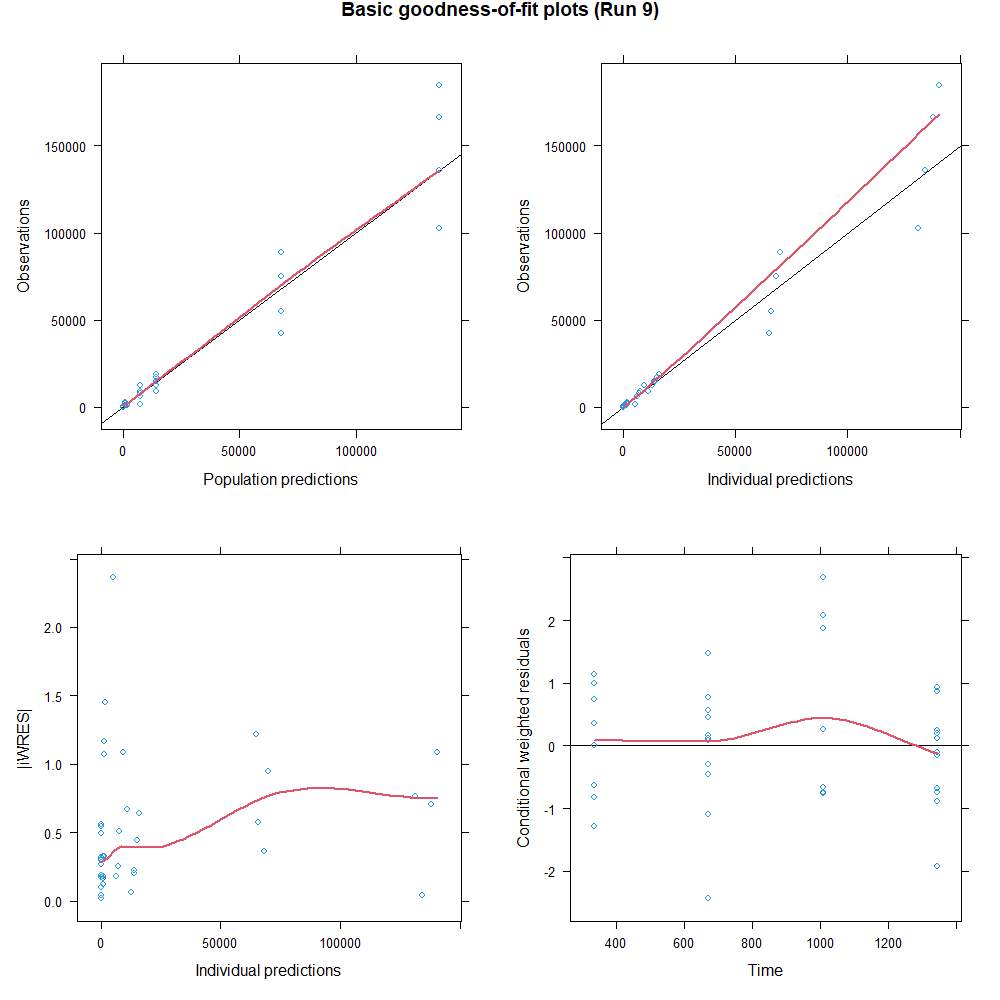 Basic goodness-of-fit plots (Run 9)
Observations
150000
100000
50000
0
0 50000 100000
Population predictions
Observations
150000
100000
50000
0
0 50000 100000
Individual predictions
|iWRES|
2.0
1.5
1.0
0.5
0.0
0 50000 100000
Individual predictions
Conditional weighted residuals
2
1
0
-1
-2
400 600 800 1000 1200
Time